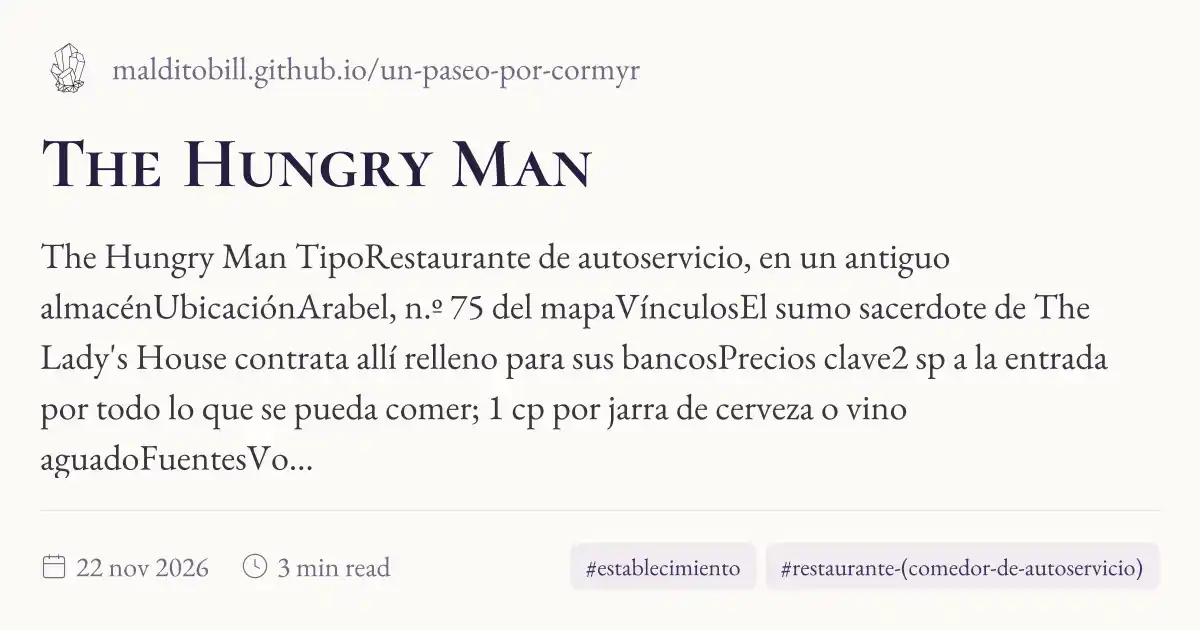 malditobill.github.io/un-paseo-por-cormyr
The Hungry Man
The Hungry Man TipoRestaurante de autoservicio, en un antiguo
almacénUbicaciónArabel, n.º 75 del mapaVínculosEl sumo sacerdote de The
Lady's House contrata allí relleno para sus bancosPrecios clave2 sp a la entrada
por todo lo que se pueda comer; 1 cp por jarra de cerveza o vino
aguadoFuentesVo...
22 nov 2026
3 min read
#establecimiento
#restaurante-(comedor-de-autoservicio)